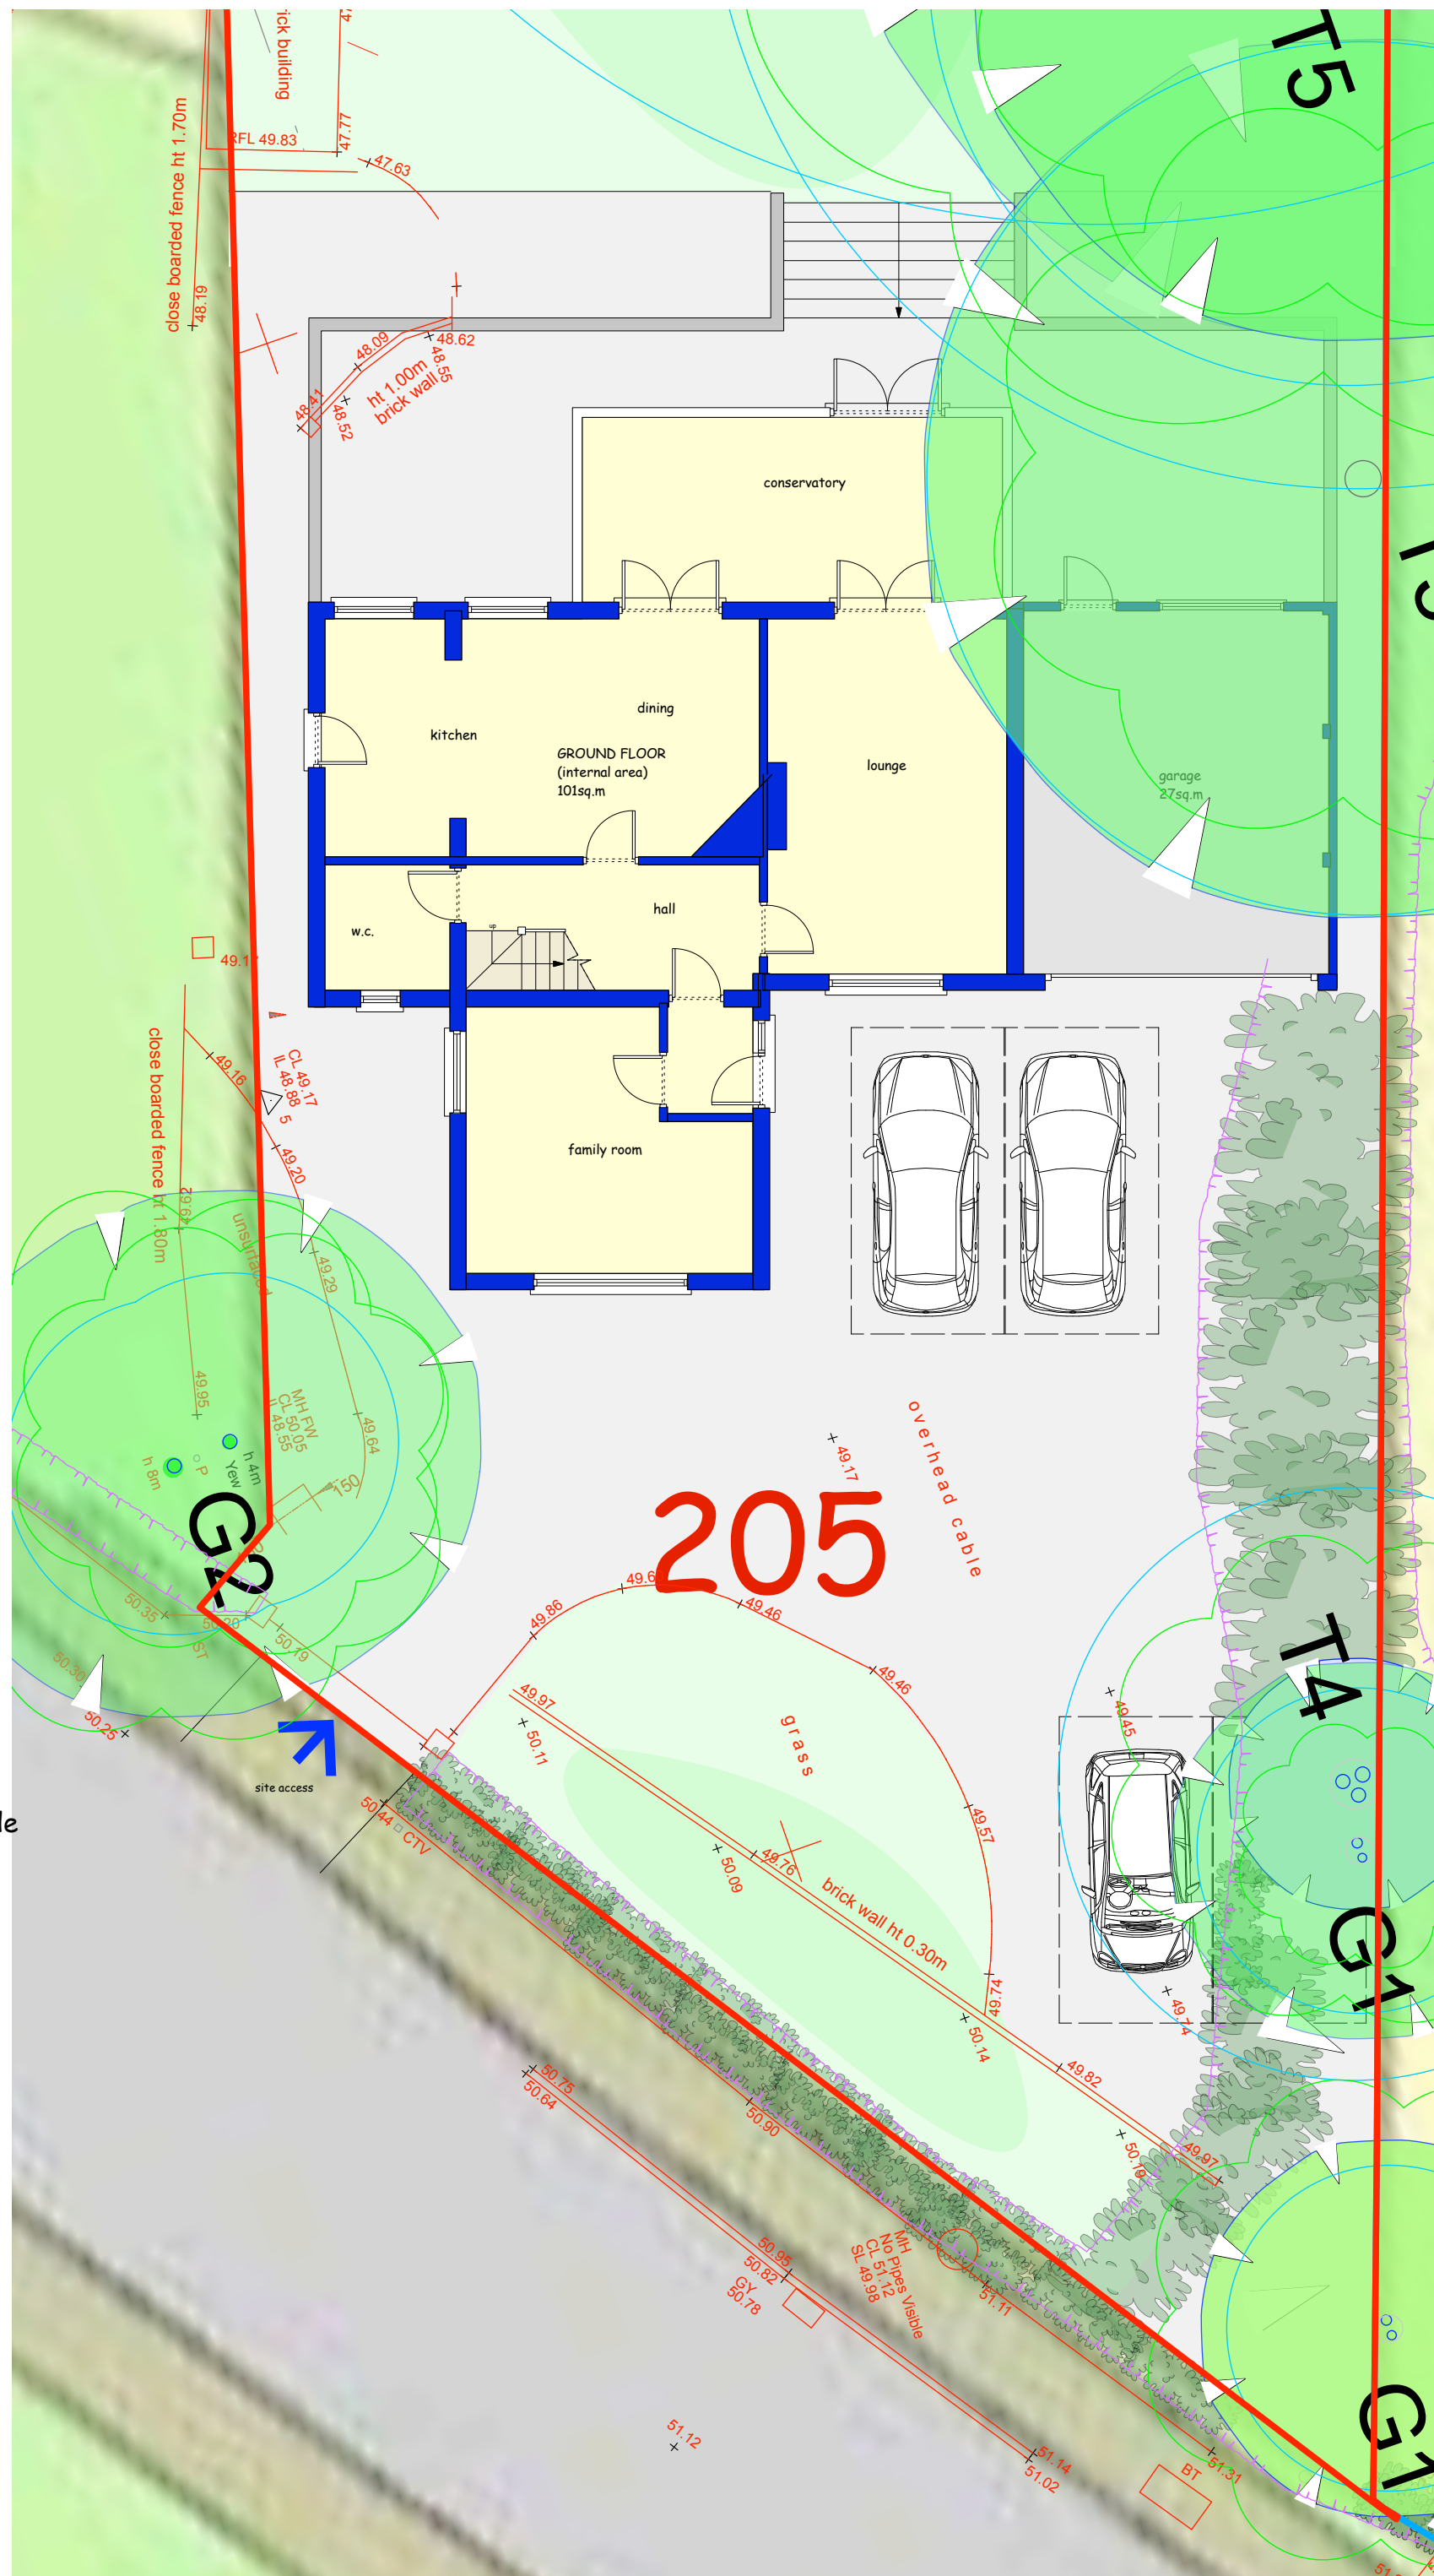 brick building
47.77
RFL 49.83
47.63
close boarded fence ht 1.70m
48.19
T5
48.09
48.62
48.55
ht 1.00m
brick wall
48.41
48.52
conservatory
dining
kitchen
GROUND FLOOR
(internal area)
101sq.m
lounge
garage
27sq.m
hall
w.c.
up
family room
close boarded fence ht 1.80m
49.16
CL 49.17
IL 48.88
5
49.20
49.62
unsurfaced
49.29
49.95
MH FW
CL 50.05
IL 48.55
49.64
h 4m
Yew
h 8m
P
150
G2
50.35
50.20
50.19
ST
50.30
50.25
site access
overhead cable
49.17
205
49.86
49.46
49.46
49.97
50.11
grass
49.45
T4
49.57
49.76
50.09
brick wall ht 0.30m
49.74
50.14
49.74
49.82
G1
50.44
CTV
50.75
50.64
50.90
50.19
49.97
50.95
50.82
GY
50.78
MH
No Pipes Visible
CL 51.12
SL 49.98
51.11
51.12
51.14
51.02
51.31
BT
G1